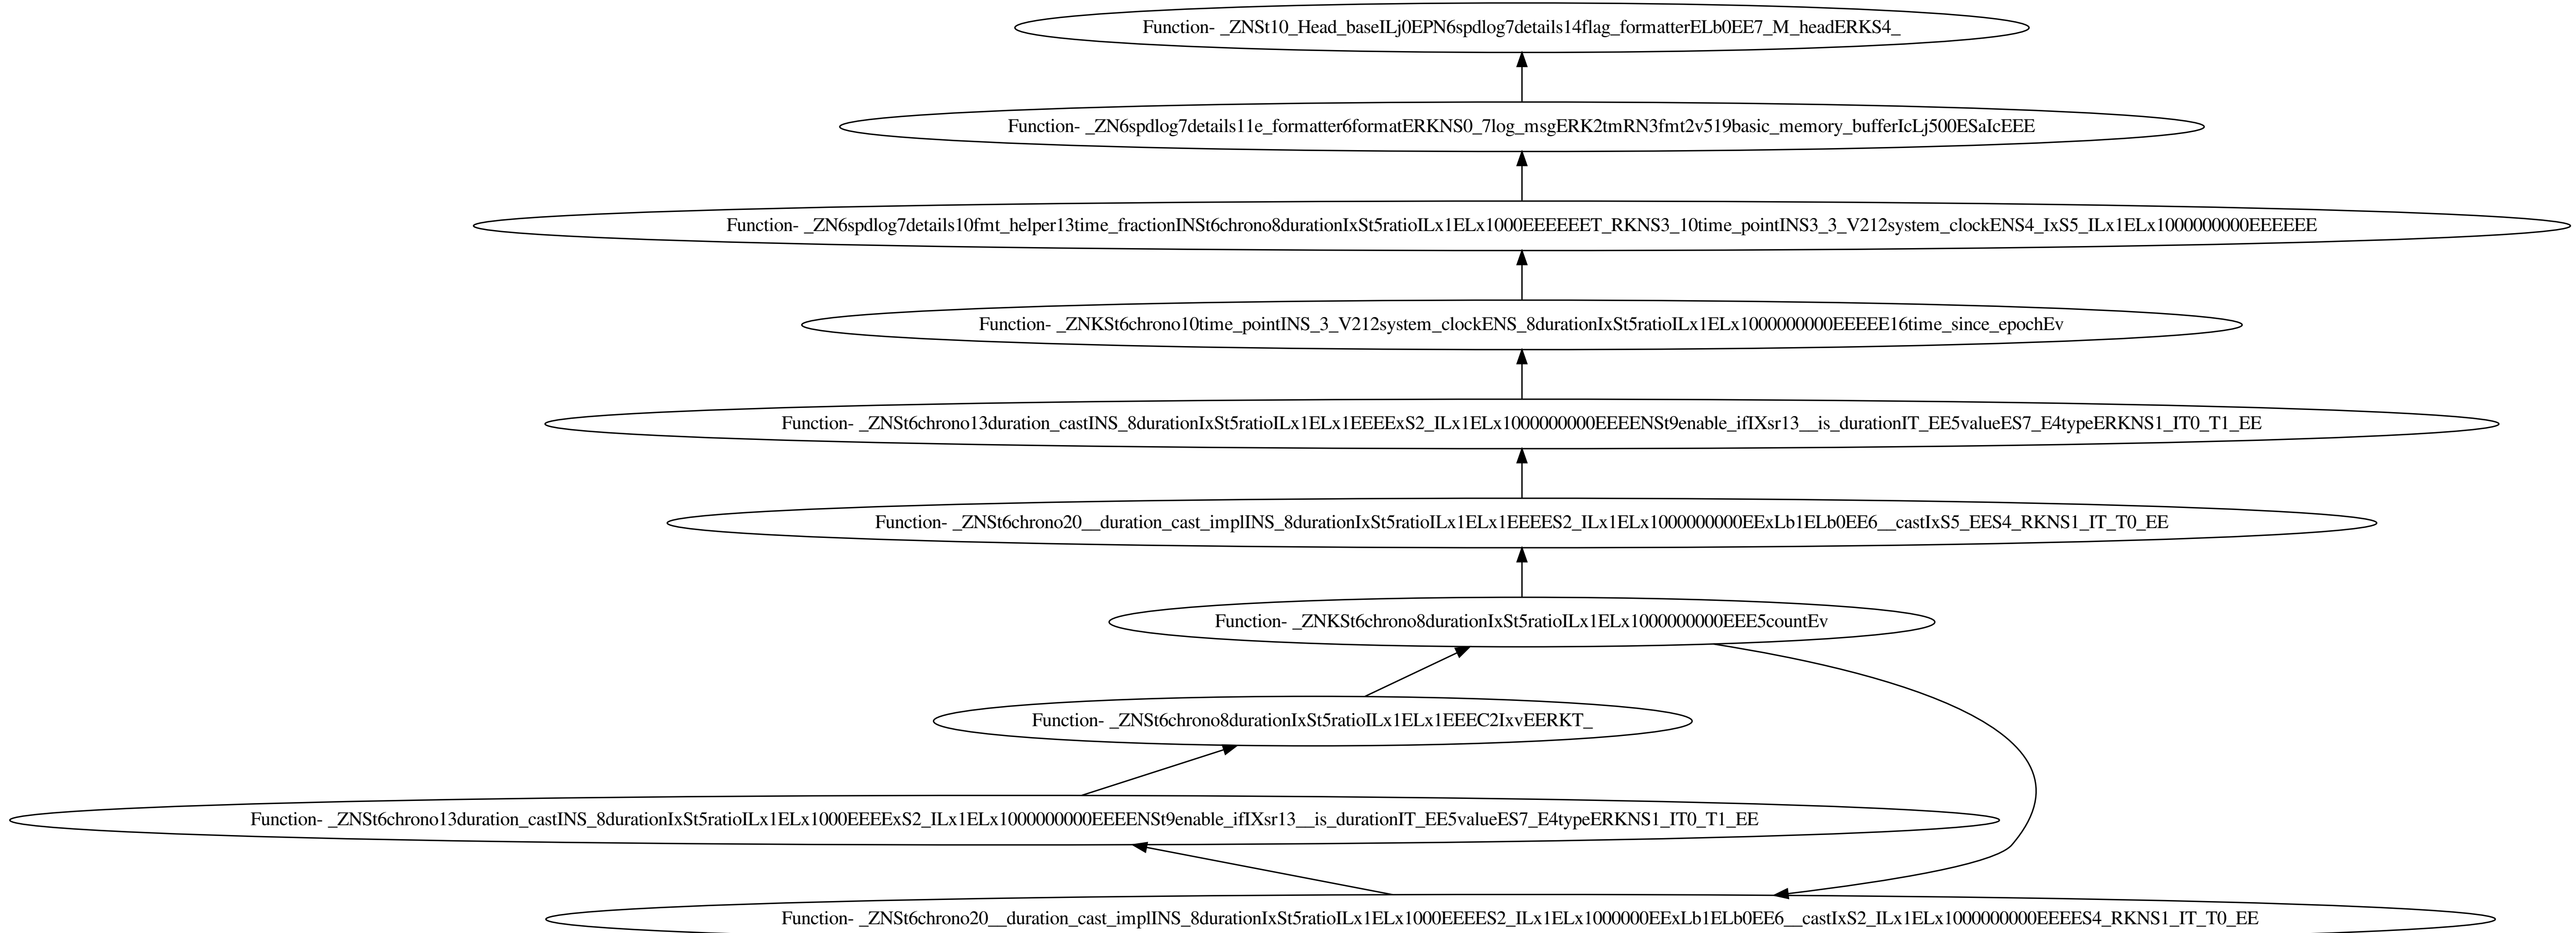 Function- _ZNSt10_Head_baseILj0EPN6spdlog7details14flag_formatterELb0EE7_M_headERKS4_
Function- _ZN6spdlog7details11e_formatter6formatERKNS0_7log_msgERK2tmRN3fmt2v519basic_memory_bufferIcLj500ESaIcEEE
Function- _ZN6spdlog7details10fmt_helper13time_fractionINSt6chrono8durationIxSt5ratioILx1ELx1000EEEEEET_RKNS3_10time_pointINS3_3_V212system_clockENS4_IxS5_ILx1ELx1000000000EEEEEE
Function- _ZNKSt6chrono10time_pointINS_3_V212system_clockENS_8durationIxSt5ratioILx1ELx1000000000EEEEE16time_since_epochEv
Function- _ZNSt6chrono13duration_castINS_8durationIxSt5ratioILx1ELx1EEEExS2_ILx1ELx1000000000EEEENSt9enable_ifIXsr13__is_durationIT_EE5valueES7_E4typeERKNS1_IT0_T1_EE
Function- _ZNSt6chrono20__duration_cast_implINS_8durationIxSt5ratioILx1ELx1EEEES2_ILx1ELx1000000000EExLb1ELb0EE6__castIxS5_EES4_RKNS1_IT_T0_EE
Function- _ZNKSt6chrono8durationIxSt5ratioILx1ELx1000000000EEE5countEv
Function- _ZNSt6chrono8durationIxSt5ratioILx1ELx1EEEC2IxvEERKT_
Function- _ZNSt6chrono13duration_castINS_8durationIxSt5ratioILx1ELx1000EEEExS2_ILx1ELx1000000000EEEENSt9enable_ifIXsr13__is_durationIT_EE5valueES7_E4typeERKNS1_IT0_T1_EE
Function- _ZNSt6chrono20__duration_cast_implINS_8durationIxSt5ratioILx1ELx1000EEEES2_ILx1ELx1000000EExLb1ELb0EE6__castIxS2_ILx1ELx1000000000EEEES4_RKNS1_IT_T0_EE